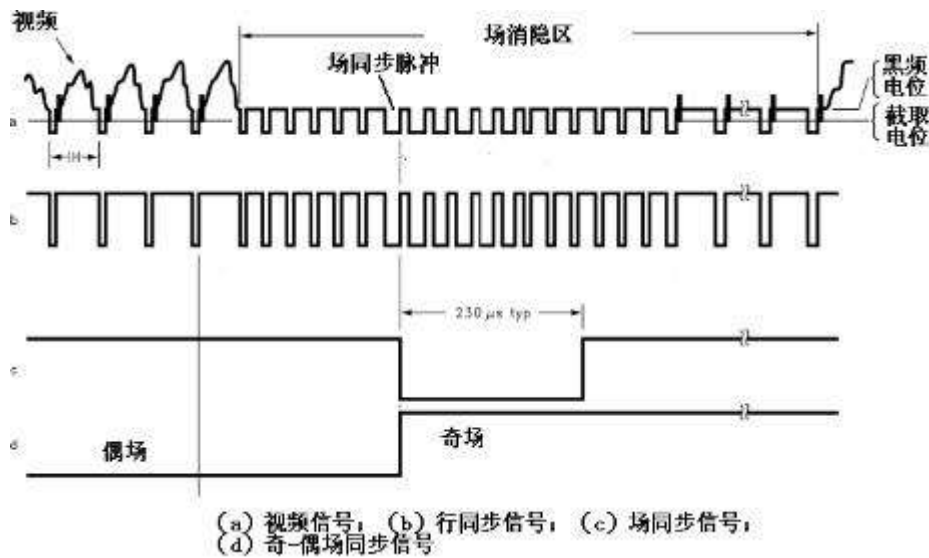 视频
场消隐区
场同步脉冲
黑频
电位
截取
电位
a
1H
b
230 μs typ
c
d
偶场
奇场
(a) 视频信号; (b) 行同步信号; (c) 场同步信号;
(d) 奇-偶场同步信号